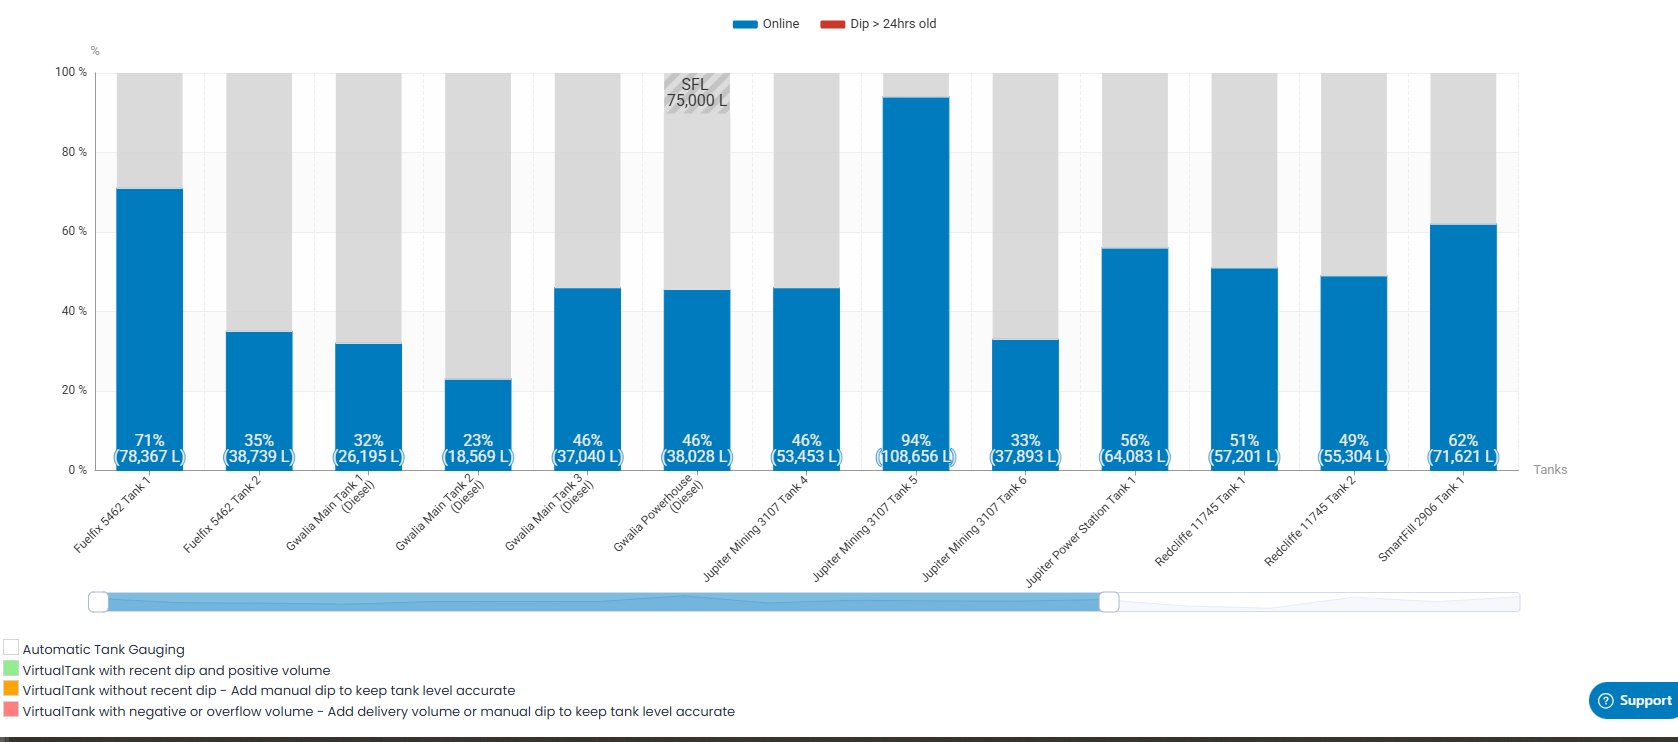 Online
Dip > 24hrs old
%
100 %
80 %
60 %
40 %
20 %
0 %
SFL
75,000 L
71%
(78,367 L)
35%
(38,739 L)
32%
(26,195 L)
23%
(18,569 L)
46%
(37,040 L)
46%
(38,028 L)
46%
(53,453 L)
94%
(108,656 L)
33%
(37,893 L)
56%
(64,083 L)
51%
(57,201 L)
49%
(55,304 L)
62%
(71,621 L)
Tanks
Fuelfix 5462 Tank 1
Fuelfix 5462 Tank 2
Gwalia Main Tank 1
(Diesel)
Gwalia Main Tank 2
(Diesel)
Gwalia Main Tank 3
(Diesel)
Gwalia Powerhouse
(Diesel)
Jupiter Mining 3107 Tank 4
Jupiter Mining 3107 Tank 5
Jupiter Mining 3107 Tank 6
Jupiter Power Station Tank 1
Redcliffe 11745 Tank 1
Redcliffe 11745 Tank 2
SmartFill 2906 Tank 1
Automatic Tank Gauging
VirtualTank with recent dip and positive volume
VirtualTank without recent dip - Add manual dip to keep tank level accurate
VirtualTank with negative or overflow volume - Add delivery volume or manual dip to keep tank level accurate
Support